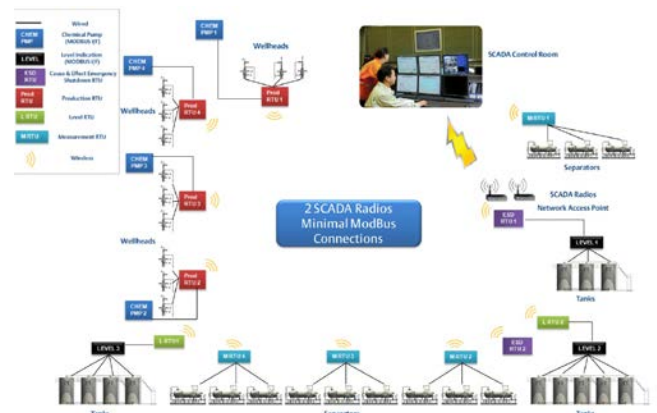 Wired
CHEM
PMP
Chemical Pump
(MODBUS I/F)
LEVEL
Level Indication
(MODBUS I/F)
ESD
RTU
Cause & Effect Emergency
Shutdown RTU
Prod
RTU
Production RTU
L RTU
Level RTU
M RTU
Measurement RTU
Wireless
CHEM
PMP 1
Wellheads
Prod
RTU 1
SCADA Control Room
CHEM
PMP 4
Wellheads
Prod
RTU 4
M RTU 1
Separators
CHEM
PMP 3
Prod
RTU 3
SCADA Radios
Network Access Point
ESD
RTU 1
LEVEL 1
Tanks
2 SCADA Radios
Minimal ModBus
Connections
Wellheads
Prod
RTU 2
CHEM
PMP 2
LEVEL 3
L RTU
M RTU 4
M RTU 3
M RTU 2
ESD
RTU 2
L RTU 2
LEVEL 2
Tanks
Separators
Tanks